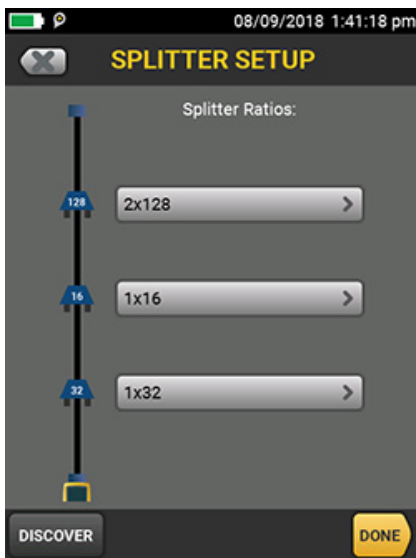 08/09/2018 1:41:18 pm
SPLITTER SETUP
Splitter Ratios:
128
2x128
16
1x16
32
1x32
DISCOVER
DONE